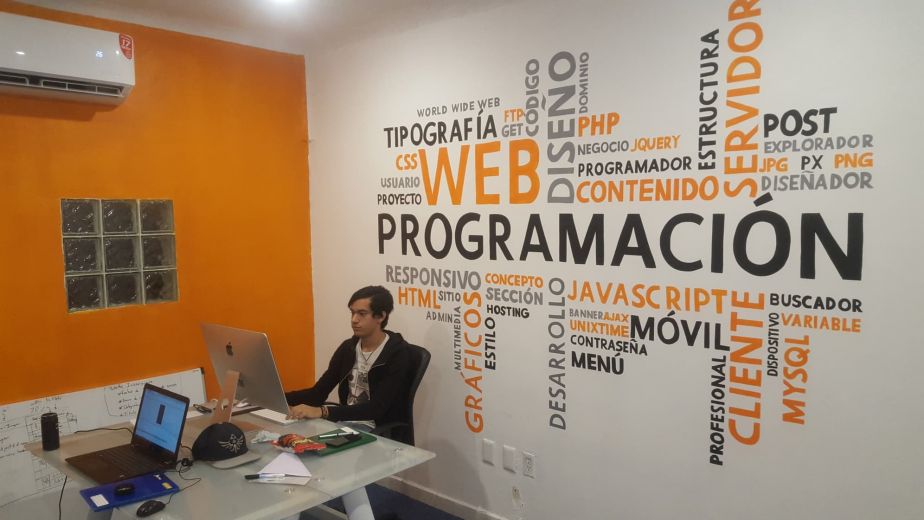 WORLD WIDE WEB
TIPOGRAFÍA
FTP
GET
CÓDIGO
DISEÑO
DOMINIO
CSS
WEB
USUARIO
PROYECTO
PHP
NEGOCIO
JQUERY
PROGRAMADOR
CONTENIDO
ESTRUCTURA
SERVIDOR
POST
EXPLORADOR
JPG PX PNG
DISEÑADOR
PROGRAMACIÓN
RESPONSIVO
HTML
SITIO
ADMIN
MULTIMEDIA
GRÁFICOS
CONCEPTO
SECCIÓN
ESTILO
HOSTING
DESARROLLO
JAVASCRIPT
BANNER
AJAX
UNIXTIME
MÓVIL
CONTRASEÑA
MENÚ
PROFESIONAL
CLIENTE
BUSCADOR
DISPOSITIVO
VARIABLE
MYSQL